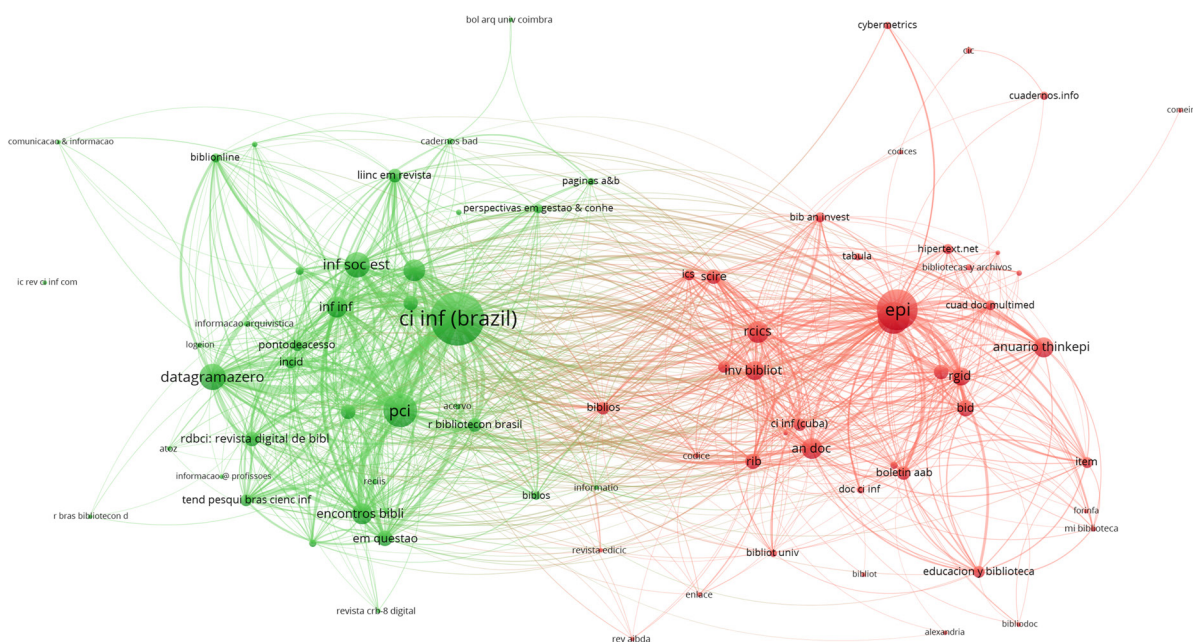 bol arq univ coimbra
cybermetrics
cic
cuadernos.info
comein
comunicacao & informacao
cadernos bad
biblionline
codices
liinc em revista
paginas a&b
perspectivas em gestao & conhe
bib an invest
hipertext.net
tabula
inf soc est
bibliotecas y archivos
ics
scire
ic rev ci inf com
cuad doc multimed
inf inf
ci inf (brazil)
epi
informacao arquivistica
rcics
logeion
pontodeacesso
anuario thinkepi
incid
inv bibliot
rgid
datagramazero
pci
acervo
biblios
bid
r bibliotecon brasil
ci inf (cuba)
rdbci: revista digital de bibl
an doc
atoz
codice
rib
item
informacao@ profissoes
reciis
boletin aab
informatio
doc ci inf
tend pesqui bras cienc inf
biblos
r bras bibliotecon d
encontros bibli
forinfa
mi biblioteca
em questao
revista edicic
bibliot univ
bibliot
educacion y biblioteca
enlace
revista crb-8 digital
bibliodoc
alexandria
rev aibda